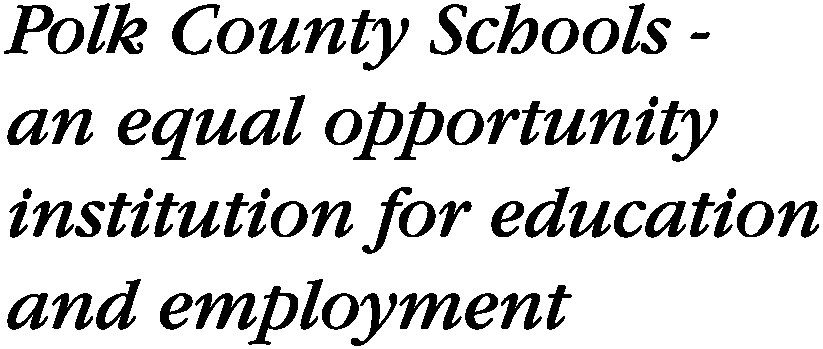 Polk County Schools -
an equal opportunity
institution for education
and employment